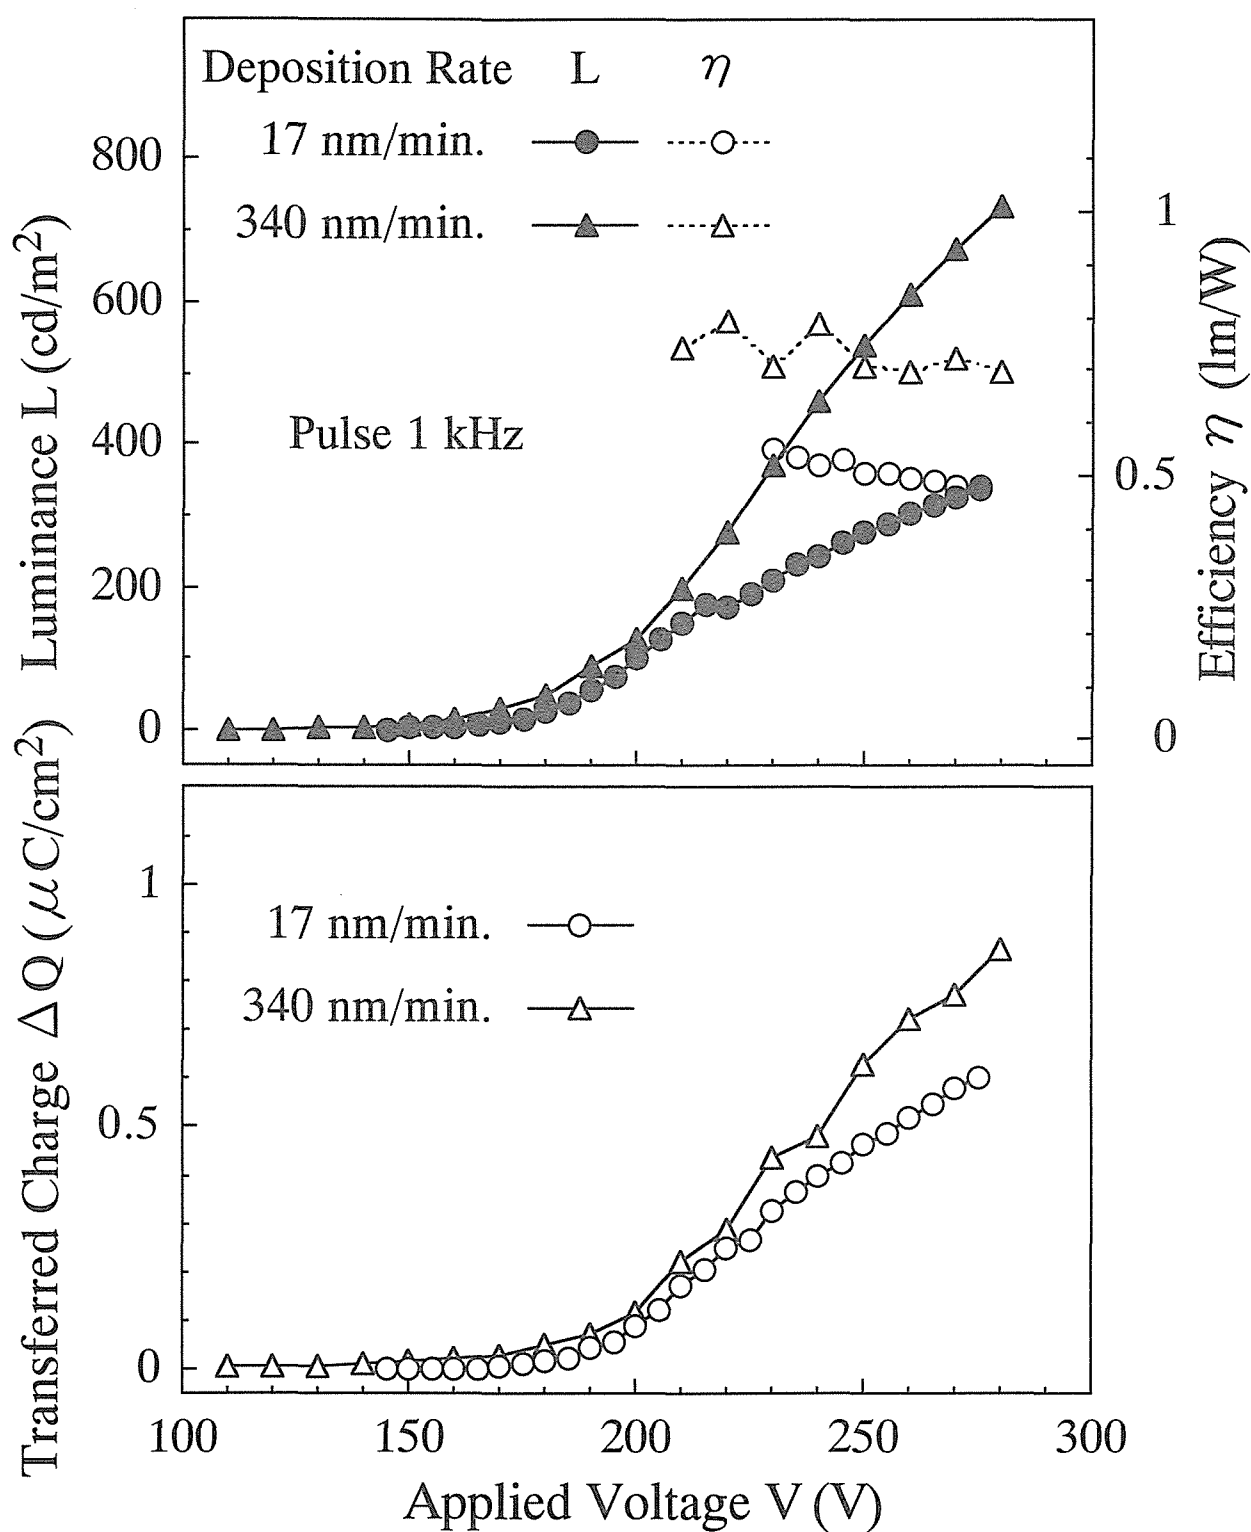 Deposition Rate L η
17 nm/min.
340 nm/min.
Pulse 1 kHz
800
600
400
200
0
Luminance L (cd/m²)
1
0.5
0
Efficiency η (lm/W)
17 nm/min.
340 nm/min.
1
0.5
0
Transferred Charge ΔQ (μC/cm²)
100 150 200 250 300
Applied Voltage V (V)